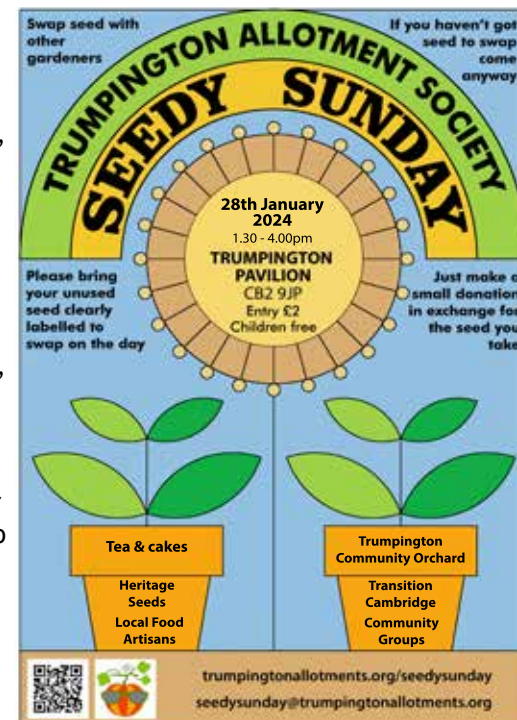 Swap seed with
other
gardeners
If you haven't got
seed to swap
come
anyway
TRUMPINGTON ALLOTMENT SOCIETY
SEEDY SUNDAY
28th January
2024
1.30 - 4.00pm
TRUMPINGTON
PAVILION
CB2 9JP
Entry £2
Children free
Please bring
your unused
seed clearly
labelled to
swap on the day
Just make a
small donation
in exchange for
the seed you
take
Tea & cakes
Heritage
Seeds
Local Food
Artisans
Trumpington
Community Orchard
Transition
Cambridge
Community
Groups
trumpingtonallotments.org/seedysunday
seedysunday@trumpingtonallotments.org